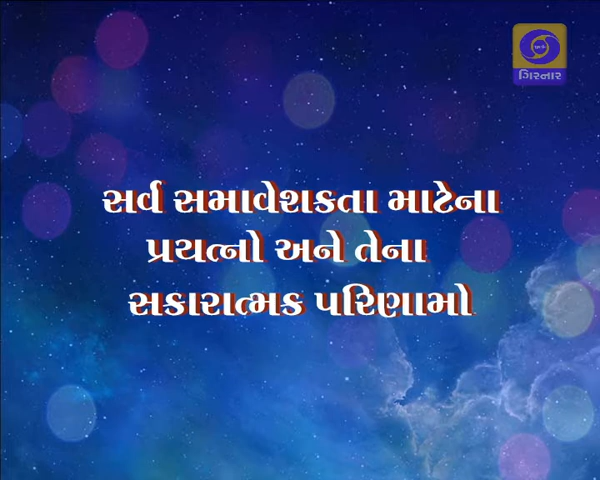 ગિરનાર
સર્વ સમાવેશકતા માટેના
પ્રયત્નો અને તેના
સકારાત્મક પરિણામો